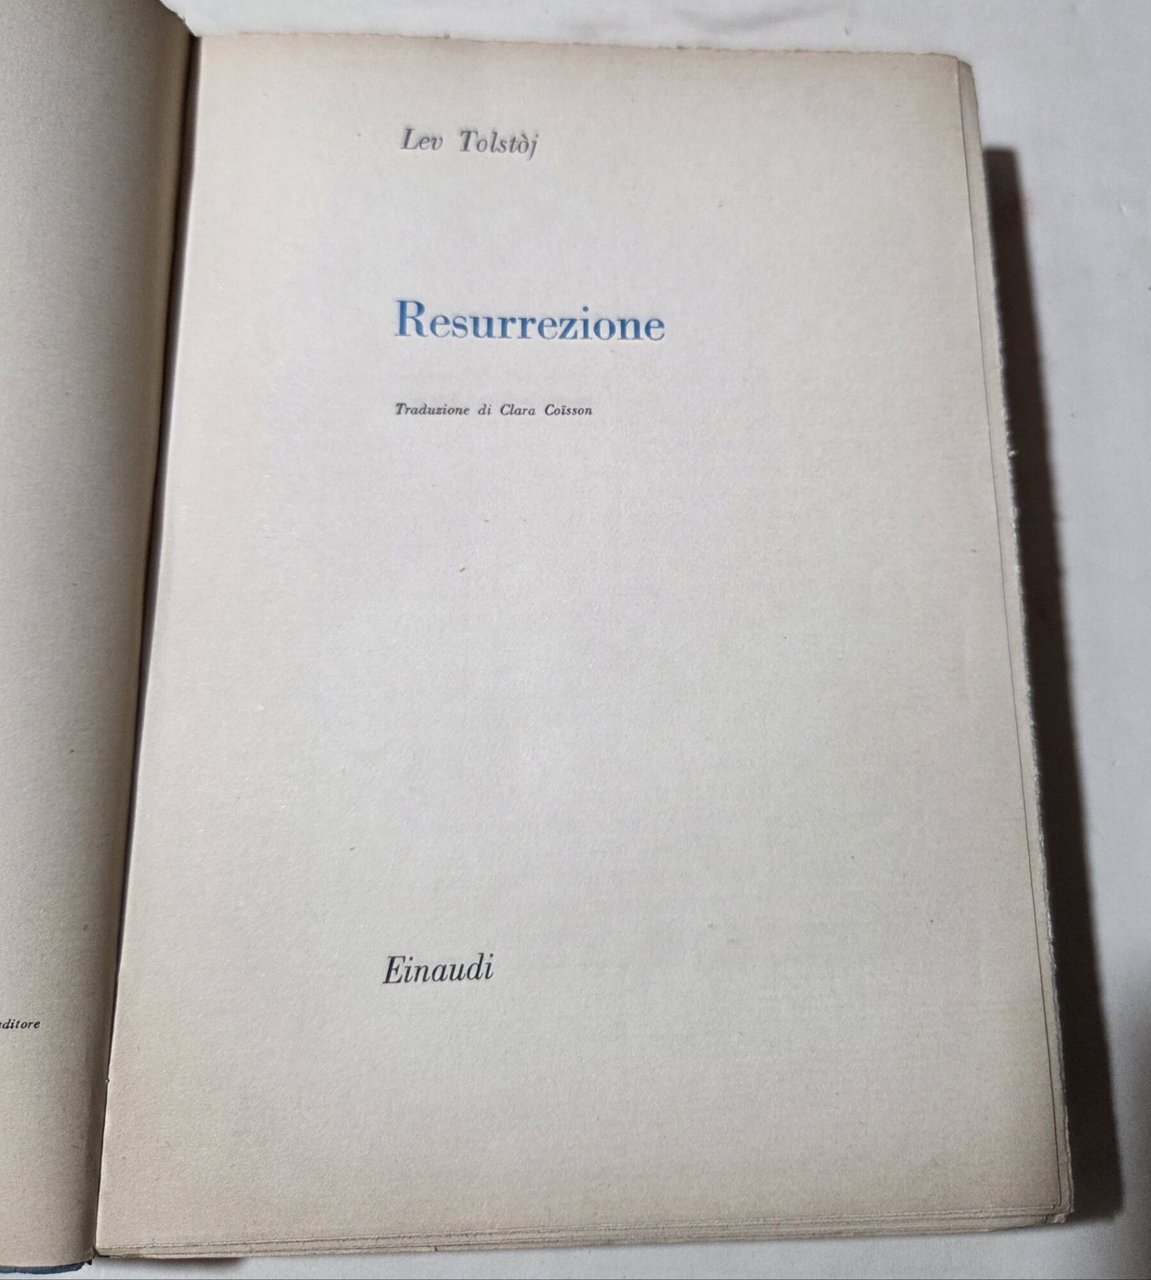 Lev Tolstòj
Resurrezione
Traduzione di Clara Coïsson
Einaudi
editore